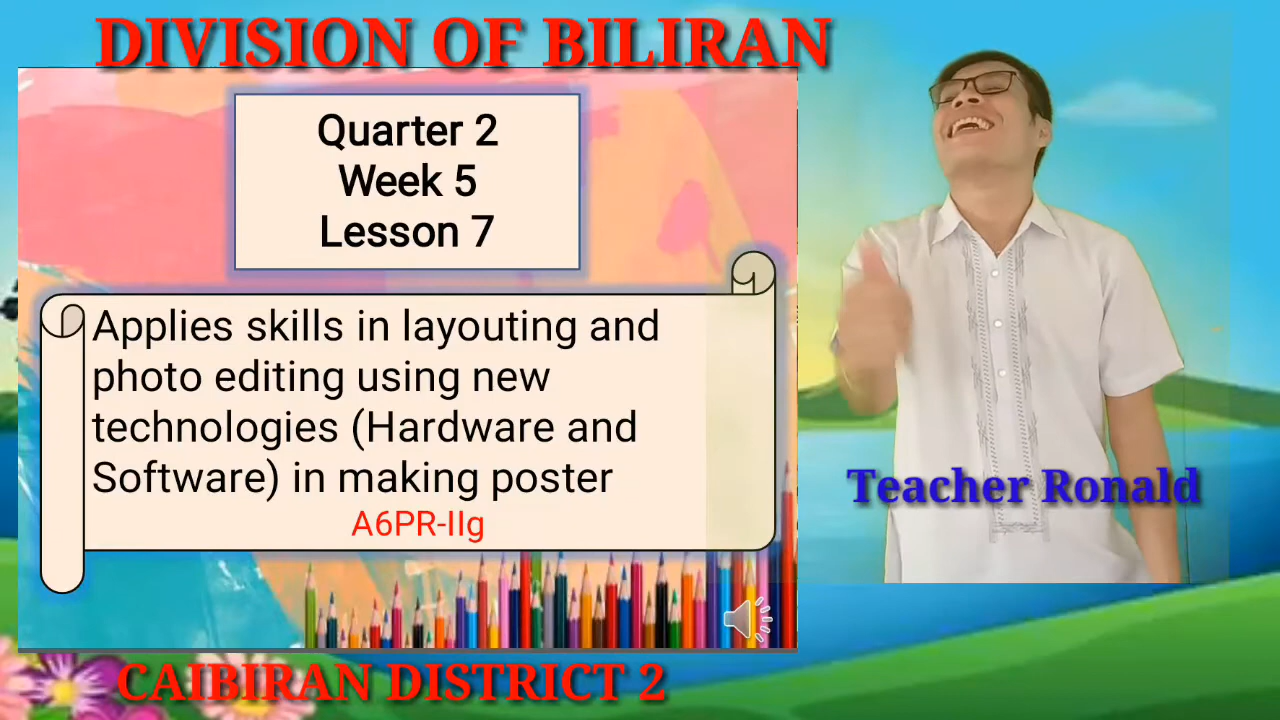 DIVISION OF BILIRAN
Quarter 2
Week 5
Lesson 7
Applies skills in layouting and
photo editing using new
technologies (Hardware and
Software) in making poster
A6PR-IIg
Teacher Ronald
CAIBIRAN DISTRICT 2